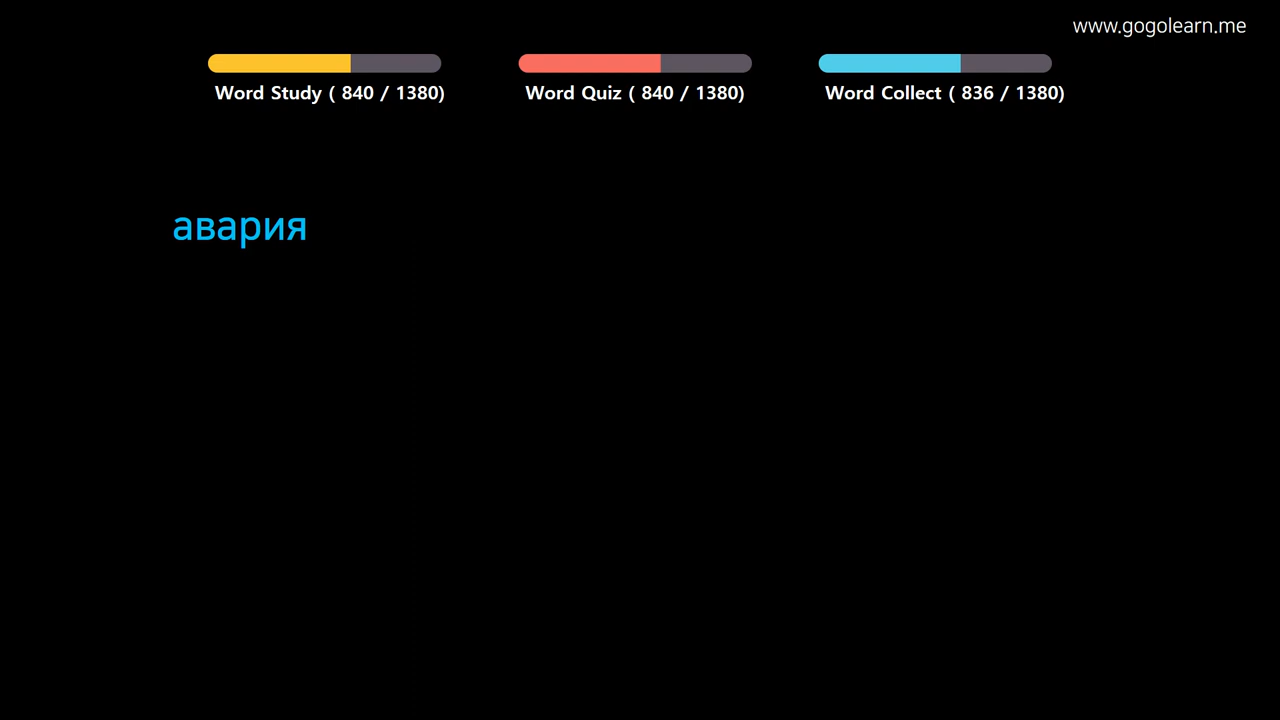 www.gogolearn.me
Word Study ( 840 / 1380)
Word Quiz ( 840 / 1380)
Word Collect ( 836 / 1380)
авария